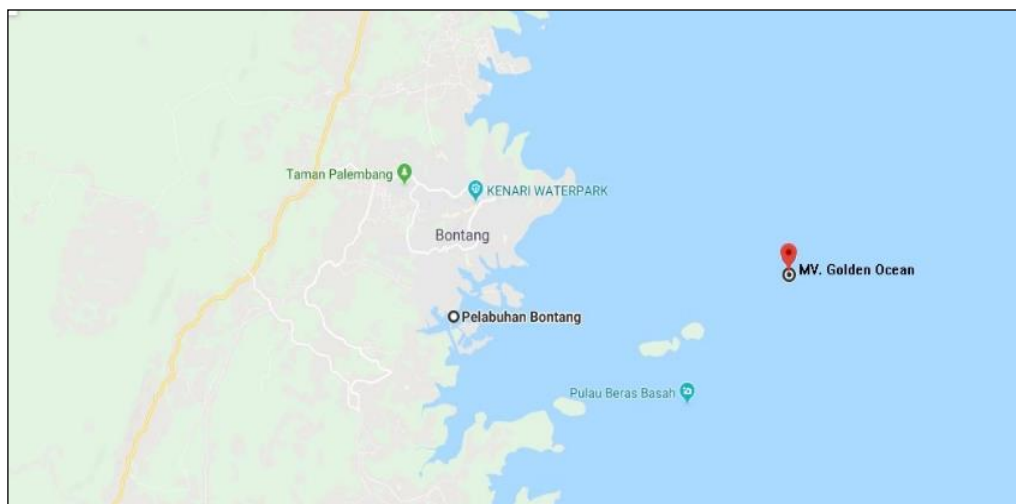 Taman Palembang
KENARI WATERPARK
Bontang
MV. Golden Ocean
Pelabuhan Bontang
Pulau Beras Basah